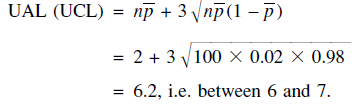 UAL (UCL) = np̅ + 3 √np̅(1 − p̅)
= 2 + 3 √100 × 0.02 × 0.98
= 6.2, i.e. between 6 and 7.